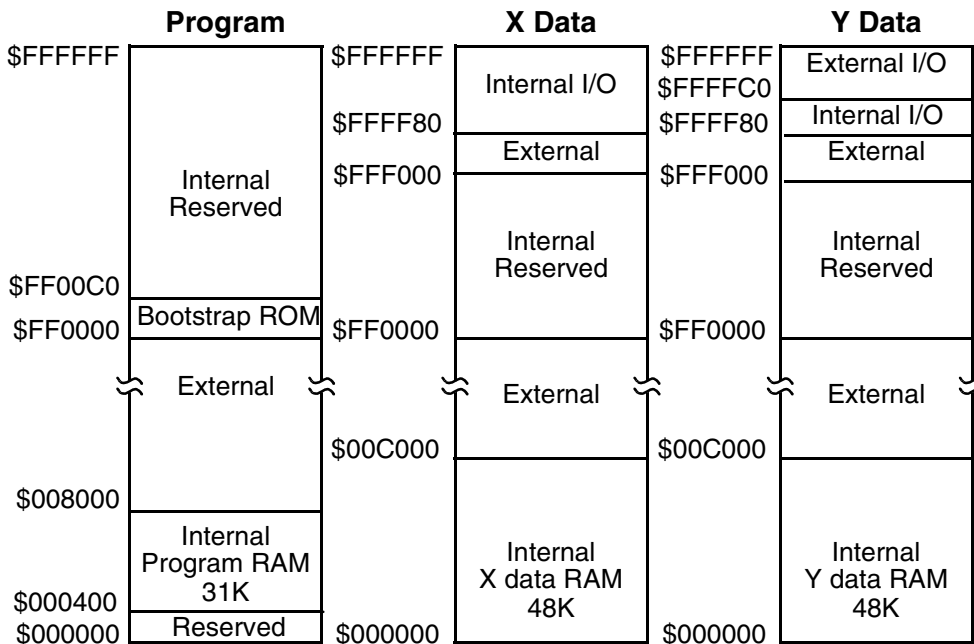 Program
$FFFFFF
Internal
Reserved
$FF00C0
Bootstrap ROM
$FF0000
External
$008000
Internal
Program RAM
31K
$000400
Reserved
$000000
X Data
$FFFFFF
Internal I/O
$FFFF80
External
$FFF000
Internal
Reserved
$FF0000
External
$00C000
Internal
X data RAM
48K
$000000
Y Data
$FFFFFF
External I/O
$FFFFC0
Internal I/O
$FFFF80
External
$FFF000
Internal
Reserved
$FF0000
External
$00C000
Internal
Y data RAM
48K
$000000